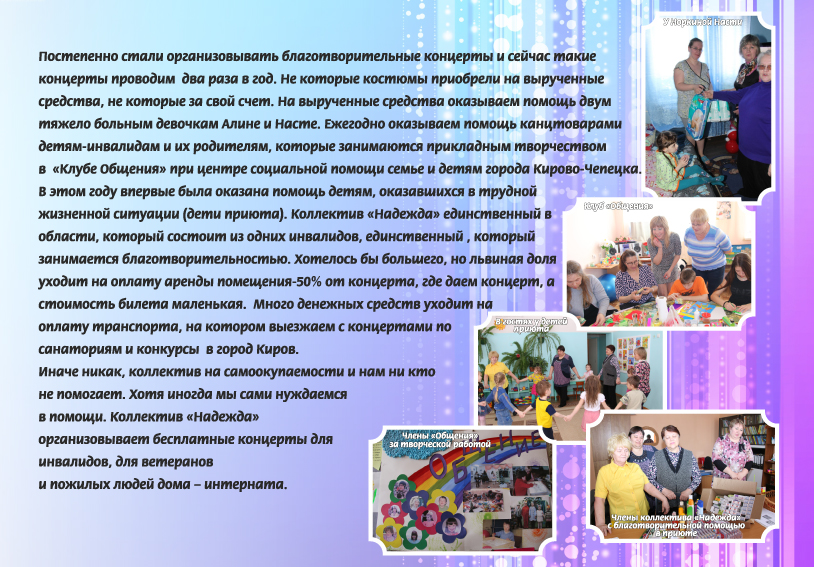 Постепенно стали организовывать благотворительные концерты и сейчас такие
концерты проводим два раза в год. Не которые костюмы приобрели на вырученные
средства, не которые за свой счет. На вырученные средства оказываем помощь двум
тяжело больным девочкам Алине и Насте. Ежегодно оказываем помощь канцтоварами
детям-инвалидам и их родителям, которые занимаются прикладным творчеством
в «Клубе Общения» при центре социальной помощи семье и детям города Кирово-Чепецка.
В этом году впервые была оказана помощь детям, оказавшихся в трудной
жизненной ситуации (дети приюта). Коллектив «Надежда» единственный в
области, который состоит из одних инвалидов, единственный , который
занимается благотворительностью. Хотелось бы большего, но львиная доля
уходит на оплату аренды помещения-50% от концерта, где даем концерт, а
стоимость билета маленькая. Много денежных средств уходит на
оплату транспорта, на котором выезжаем с концертами по
санаториям и конкурсы в город Киров.
Иначе никак, коллектив на самоокупаемости и нам ни кто
не помогает. Хотя иногда мы сами нуждаемся
в помощи. Коллектив «Надежда»
организовывает бесплатные концерты для
инвалидов, для ветеранов
и пожилых людей дома – интерната.
У Норкиной Насти
Клуб «Общения»
В гостях у детей
приюта
Члены «Общения»
за творческой работой
ОБЩЕНИЕ
Члены коллектива «Надежда»
с благотворительной помощью
в приюте